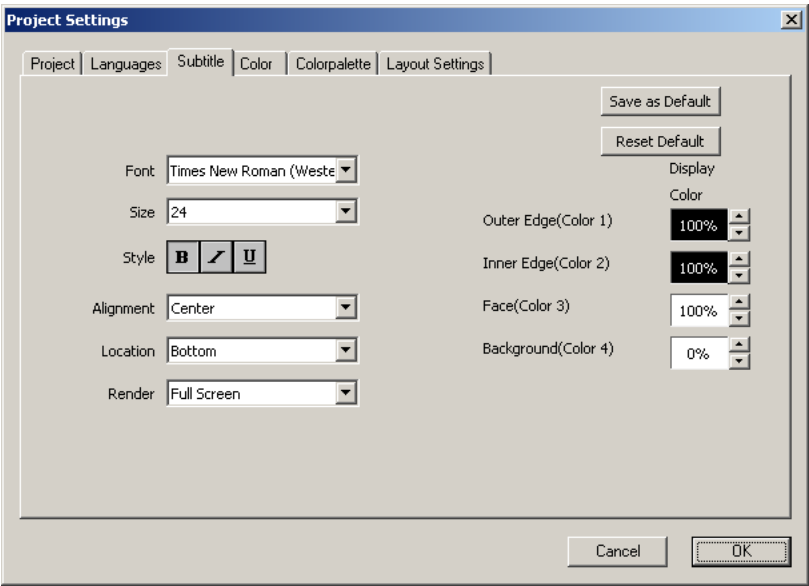 Project Settings
Project Languages Subtitle Color Colorpalette Layout Settings
Save as Default
Reset Default
Font Times New Roman (Weste
Size 24
Style B I U
Alignment Center
Location Bottom
Render Full Screen
Display
Color
Outer Edge(Color 1) 100%
Inner Edge(Color 2) 100%
Face(Color 3) 100%
Background(Color 4) 0%
Cancel OK